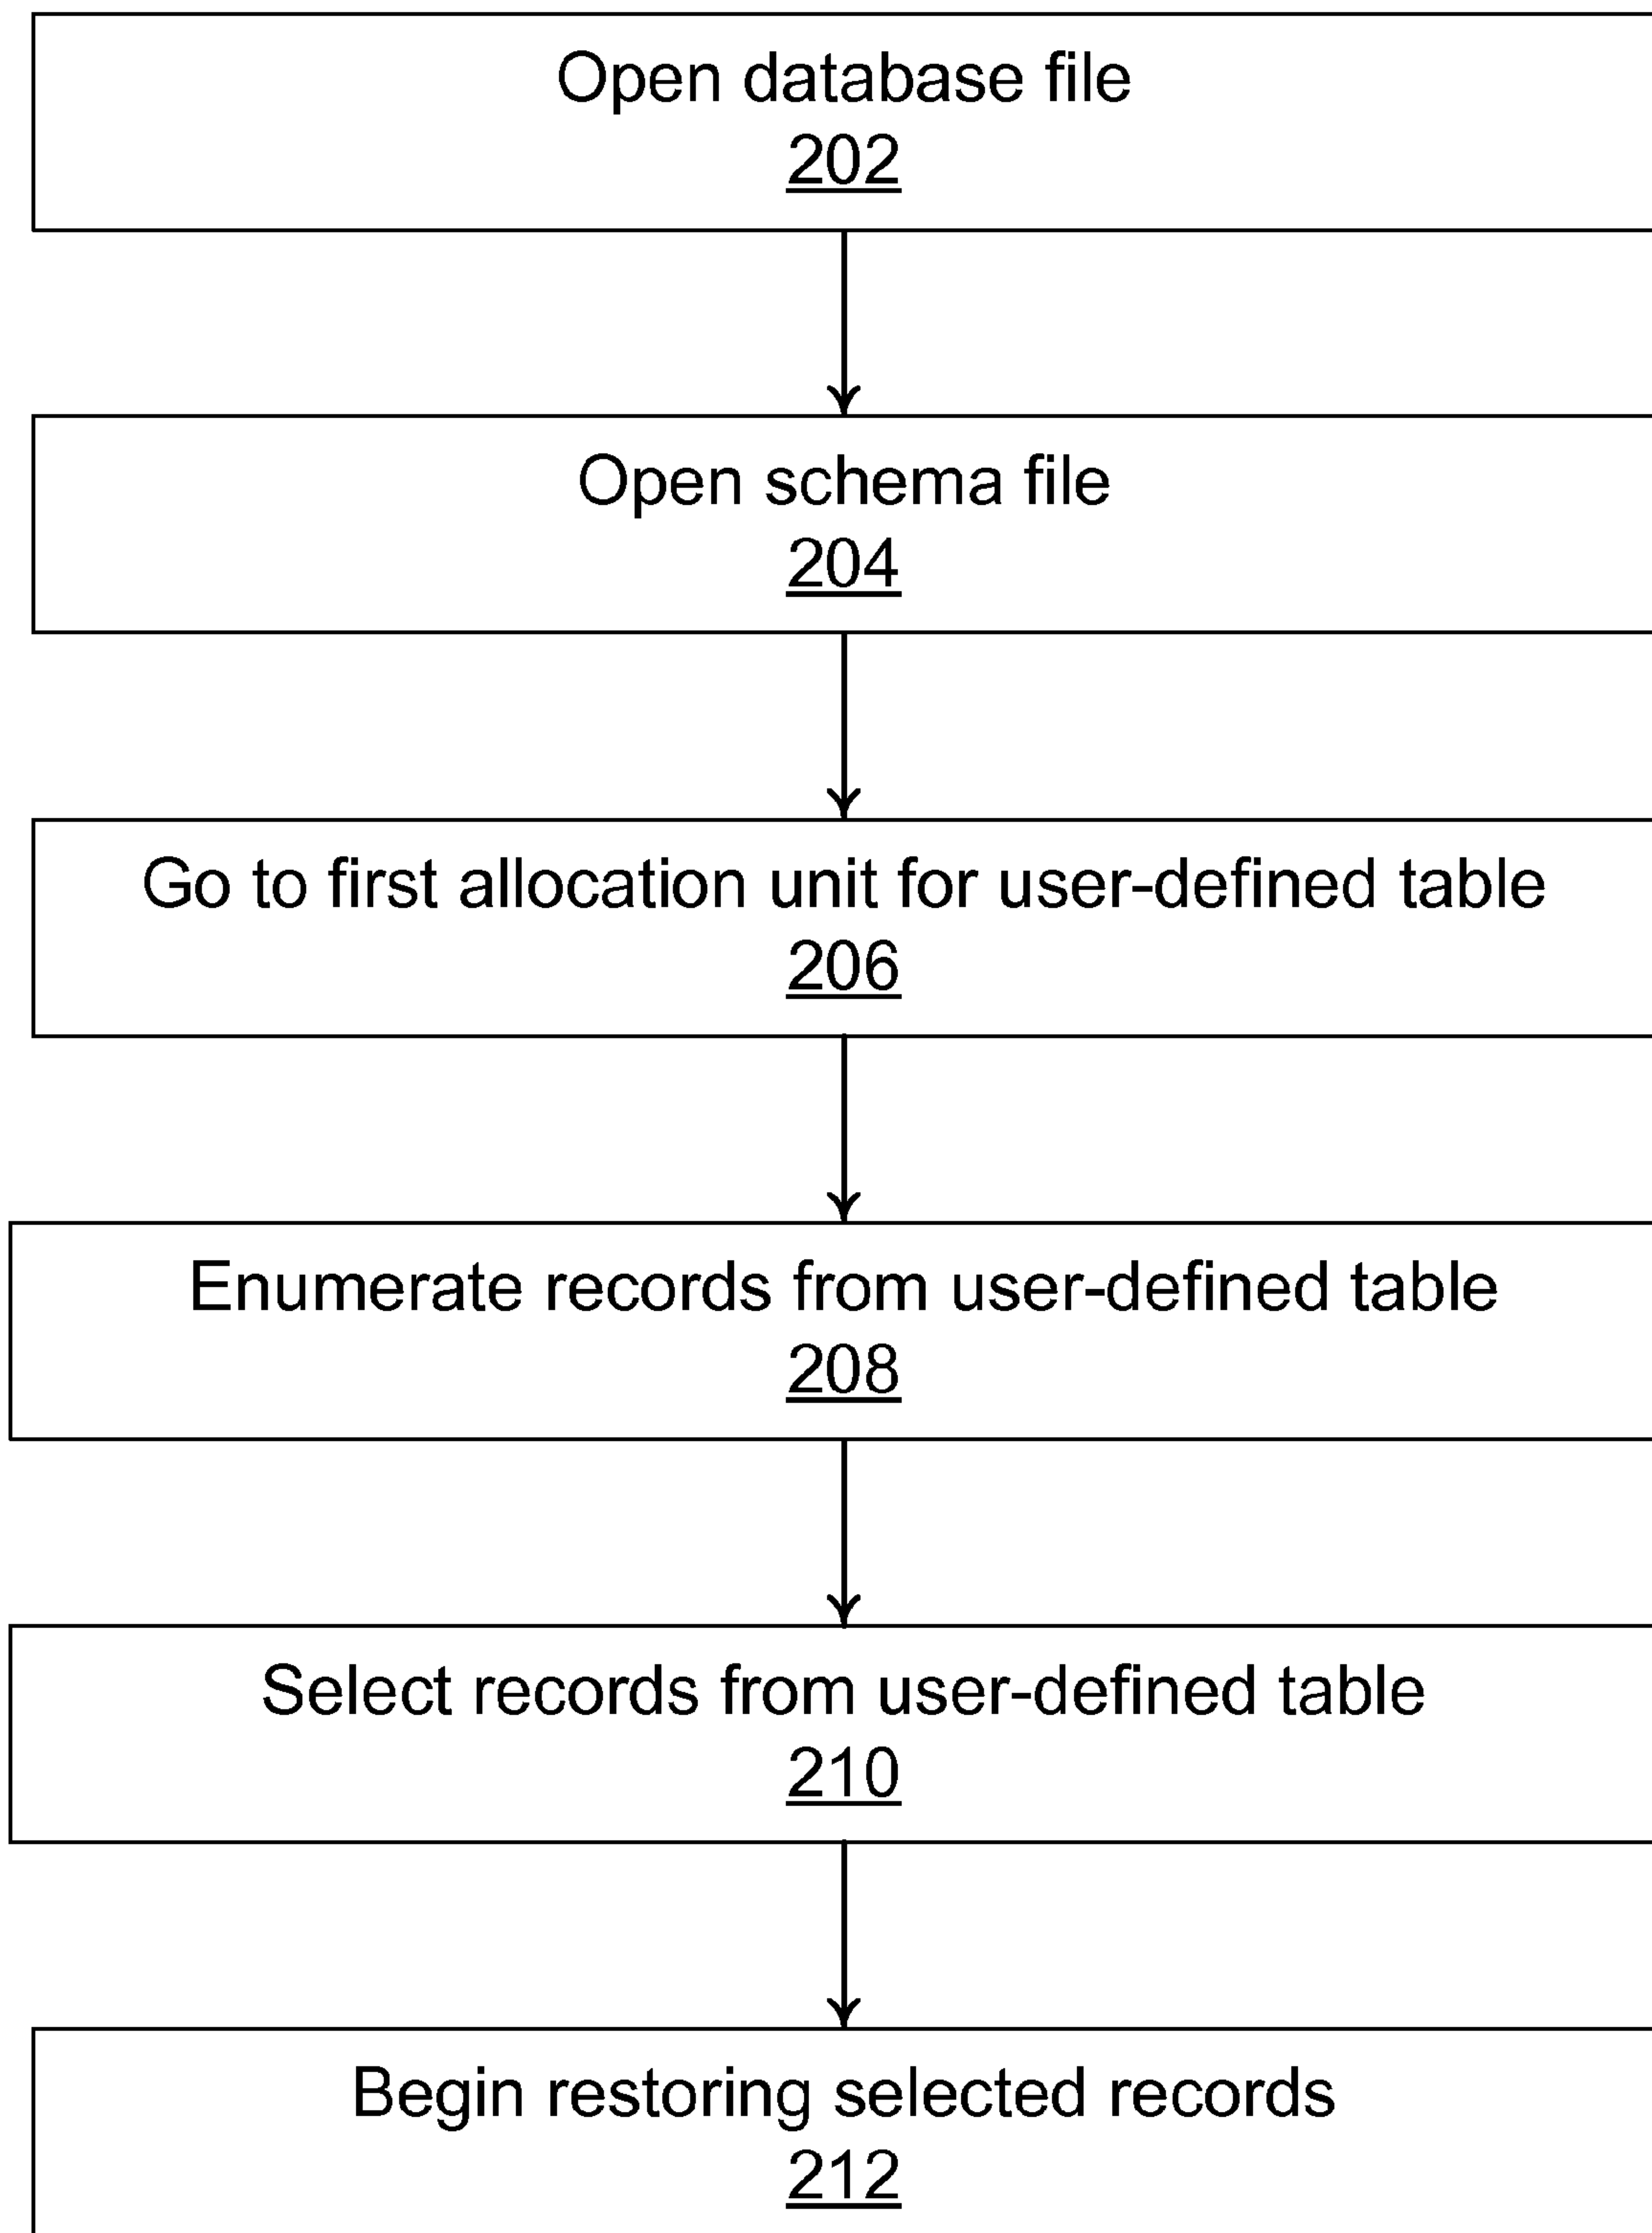 Open database file
202
Open schema file
204
Go to first allocation unit for user-defined table
206
Enumerate records from user-defined table
208
Select records from user-defined table
210
Begin restoring selected records
212